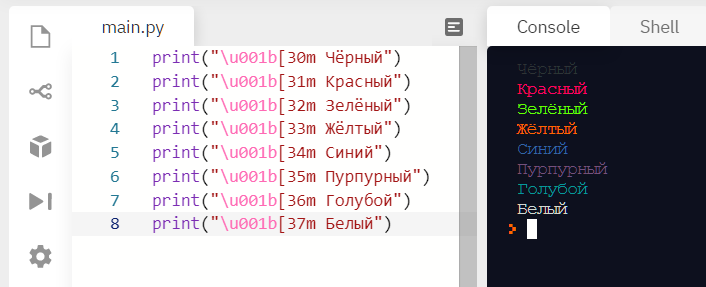 main.py
1 print("\u001b[30m Чёрный")
2 print("\u001b[31m Красный")
3 print("\u001b[32m Зелёный")
4 print("\u001b[33m Жёлтый")
5 print("\u001b[34m Синий")
6 print("\u001b[35m Пурпурный")
7 print("\u001b[36m Голубой")
8 print("\u001b[37m Белый")
Console Shell
Чёрный
Красный
Зелёный
Жёлтый
Синий
Пурпурный
Голубой
Белый